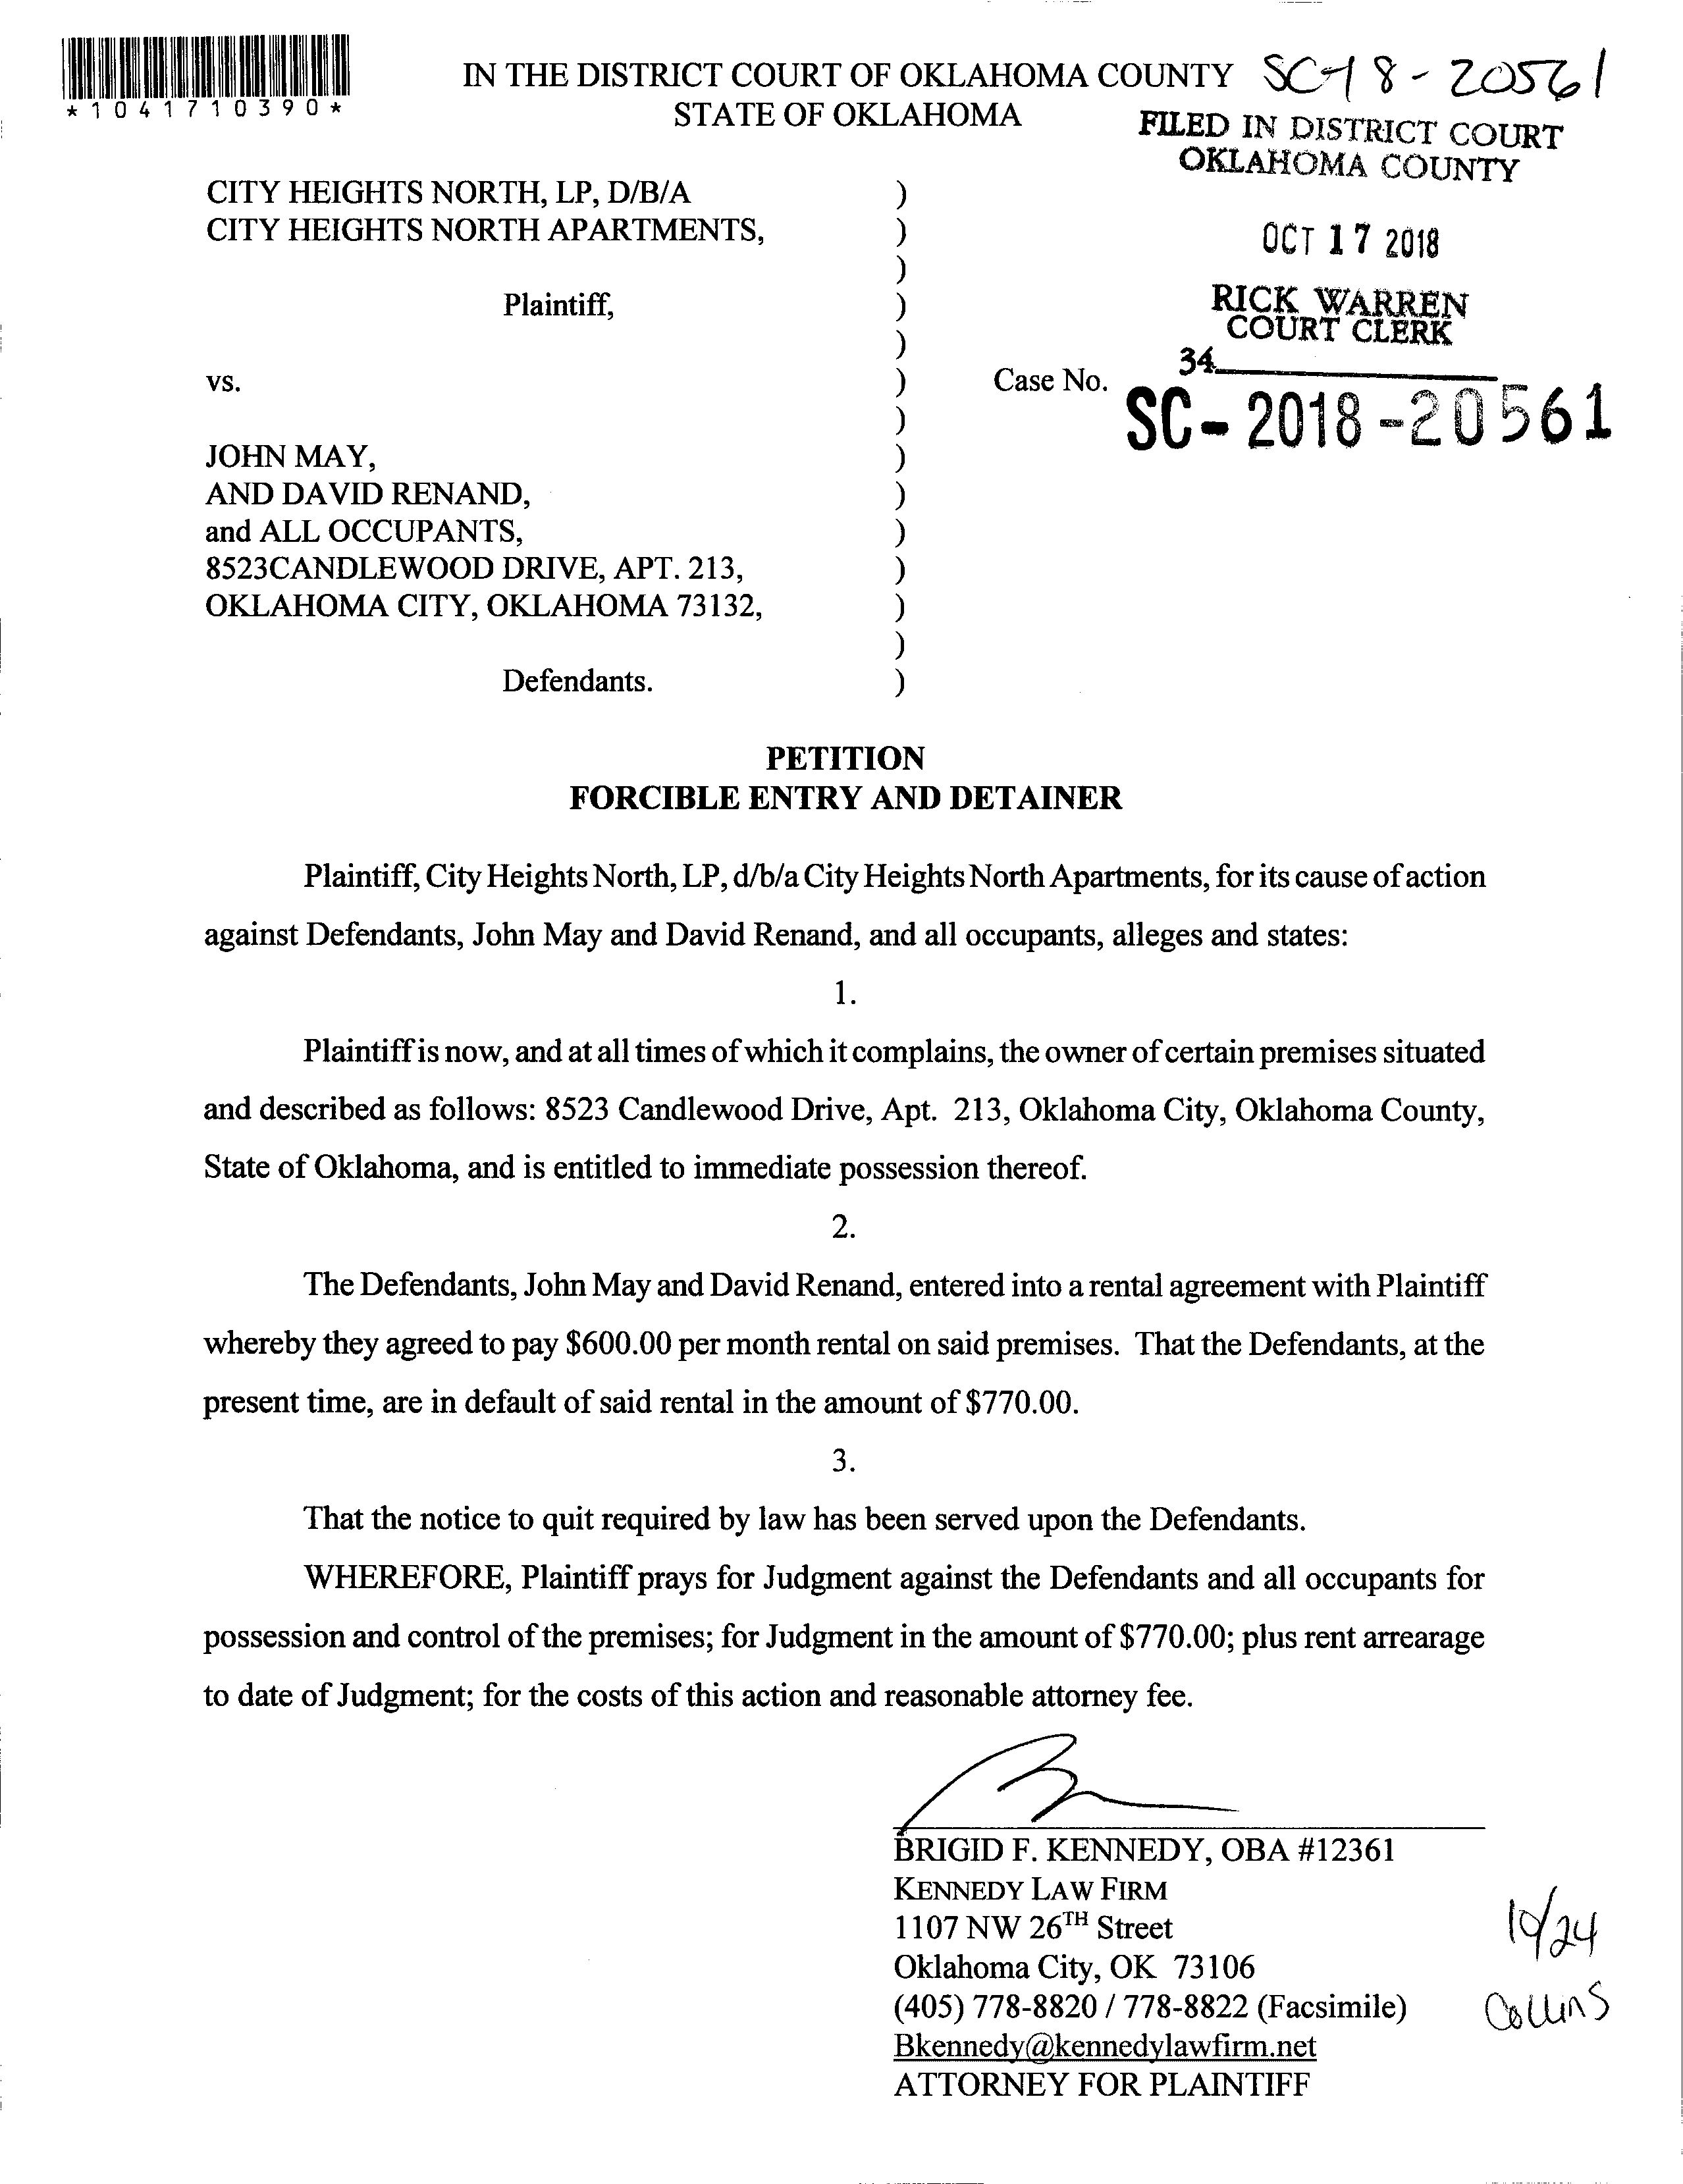 *1041710390*
IN THE DISTRICT COURT OF OKLAHOMA COUNTY SC-18-20561
STATE OF OKLAHOMA
FILED IN DISTRICT COURT
OKLAHOMA COUNTY
CITY HEIGHTS NORTH, LP, D/B/A )
CITY HEIGHTS NORTH APARTMENTS, )
OCT 17 2018
)
Plaintiff, )
RICK WARREN
COURT CLERK
)
34
vs. ) Case No.
SC-2018-20561
)
JOHN MAY, )
AND DAVID RENAND, )
and ALL OCCUPANTS, )
8523CANDLEWOOD DRIVE, APT. 213, )
OKLAHOMA CITY, OKLAHOMA 73132, )
)
Defendants. )
PETITION
FORCIBLE ENTRY AND DETAINER
Plaintiff, City Heights North, LP, d/b/a City Heights North Apartments, for its cause of action
against Defendants, John May and David Renand, and all occupants, alleges and states:
1.
Plaintiff is now, and at all times of which it complains, the owner of certain premises situated
and described as follows: 8523 Candlewood Drive, Apt. 213, Oklahoma City, Oklahoma County,
State of Oklahoma, and is entitled to immediate possession thereof.
2.
The Defendants, John May and David Renand, entered into a rental agreement with Plaintiff
whereby they agreed to pay $600.00 per month rental on said premises. That the Defendants, at the
present time, are in default of said rental in the amount of $770.00.
3.
That the notice to quit required by law has been served upon the Defendants.
WHEREFORE, Plaintiff prays for Judgment against the Defendants and all occupants for
possession and control of the premises; for Judgment in the amount of $770.00; plus rent arrearage
to date of Judgment; for the costs of this action and reasonable attorney fee.
BRIGID F. KENNEDY, OBA #12361
KENNEDY LAW FIRM
1107 NW 26TH Street
Oklahoma City, OK 73106
(405) 778-8820 / 778-8822 (Facsimile)
Bkennedy@kennedylawfirm.net
ATTORNEY FOR PLAINTIFF
10/24
Collins